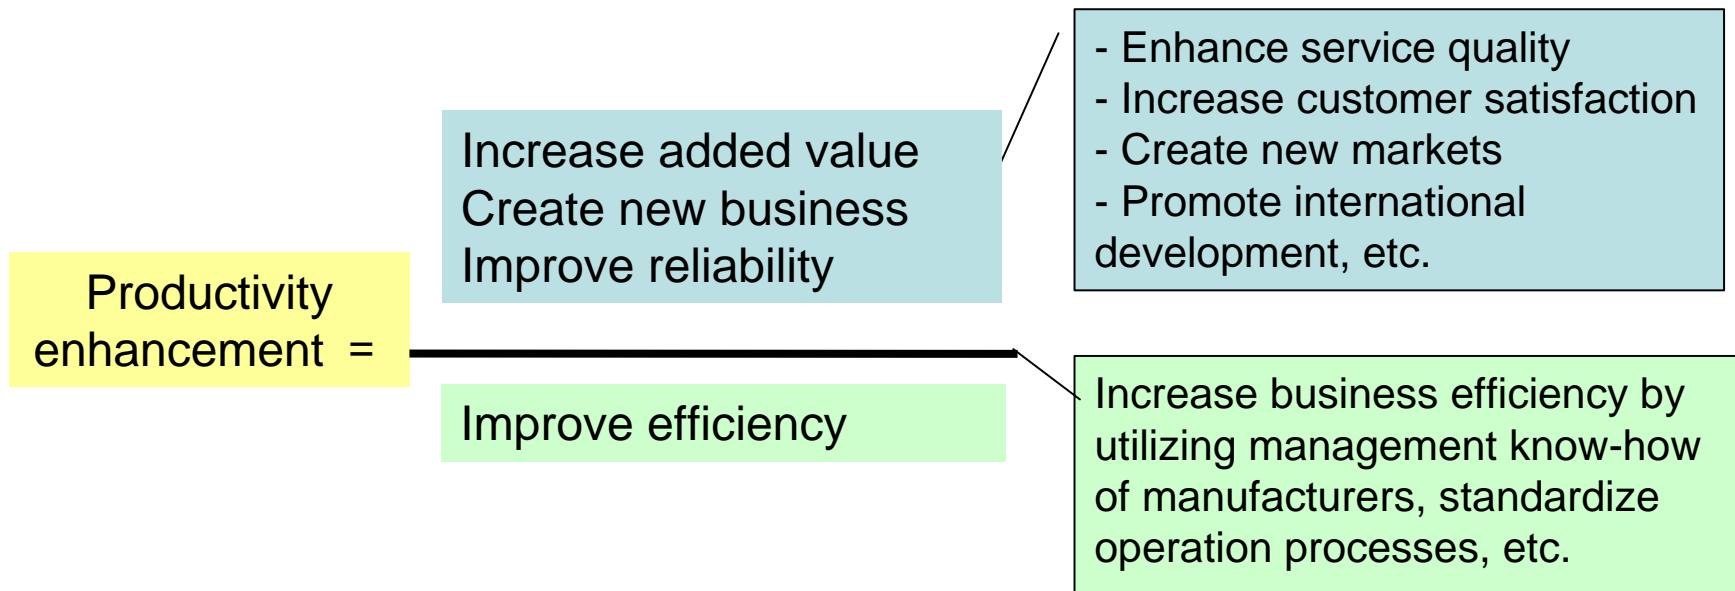 Productivity
enhancement =
Increase added value
Create new business
Improve reliability
Improve efficiency
- Enhance service quality
- Increase customer satisfaction
- Create new markets
- Promote international
development, etc.
Increase business efficiency by
utilizing management know-how
of manufacturers, standardize
operation processes, etc.